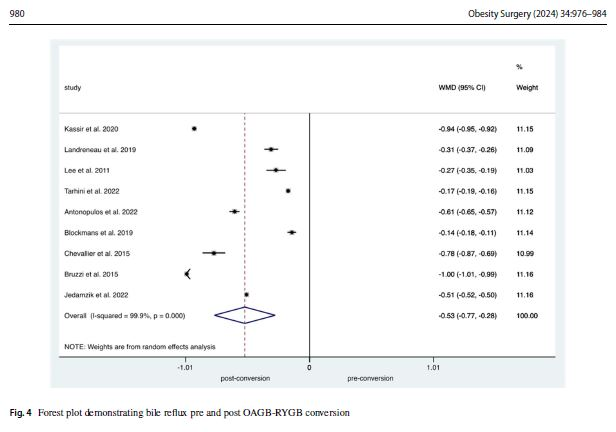 980
Obesity Surgery (2024) 34:976–984
%
study WMD (95% CI) Weight
Kassir et al. 2020 -0.94 (-0.95, -0.92) 11.15
Landreneau et al. 2019 -0.31 (-0.37, -0.26) 11.09
Lee et al. 2011 -0.27 (-0.35, -0.19) 11.03
Tarhini et al. 2022 -0.17 (-0.19, -0.16) 11.15
Antonopulos et al. 2022 -0.61 (-0.65, -0.57) 11.12
Blockmans et al. 2019 -0.14 (-0.18, -0.11) 11.14
Chevallier et al. 2015 -0.78 (-0.87, -0.69) 10.99
Bruzzi et al. 2015 -1.00 (-1.01, -0.99) 11.16
Jedamzik et al. 2022 -0.51 (-0.52, -0.50) 11.16
Overall (I-squared = 99.9%, p = 0.000) -0.53 (-0.77, -0.28) 100.00
NOTE: Weights are from random effects analysis
-1.01 0 1.01
post-conversion pre-conversion
Fig. 4 Forest plot demonstrating bile reflux pre and post OAGB-RYGB conversion